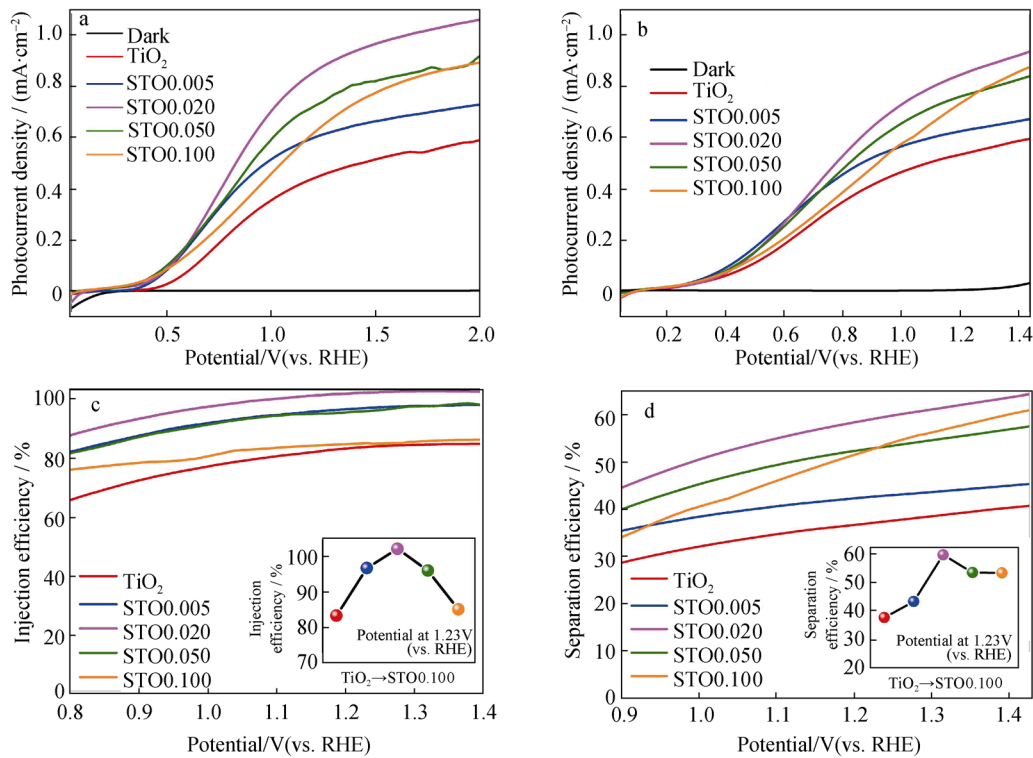 a
Dark
TiO₂
STO0.005
STO0.020
STO0.050
STO0.100
Photocurrent density / (mA·cm⁻²)
1.0
0.8
0.6
0.4
0.2
0
0.5 1.0 1.5 2.0
Potential/V(vs. RHE)
b
Dark
TiO₂
STO0.005
STO0.020
STO0.050
STO0.100
Photocurrent density / (mA·cm⁻²)
1.0
0.8
0.6
0.4
0.2
0
0.2 0.4 0.6 0.8 1.0 1.2 1.4
Potential/V(vs. RHE)
c
TiO₂
STO0.005
STO0.020
STO0.050
STO0.100
Injection efficiency / %
100
80
60
40
20
0
0.8 0.9 1.0 1.1 1.2 1.3 1.4
Potential/V(vs. RHE)
Injection
efficiency / %
100
90
80
70
Potential at 1.23V
(vs. RHE)
TiO₂→STO0.100
d
TiO₂
STO0.005
STO0.020
STO0.050
STO0.100
Separation efficiency / %
60
50
40
30
20
10
0
0.9 1.0 1.1 1.2 1.3 1.4
Potential/V(vs. RHE)
Separation
efficiency / %
60
50
40
30
20
Potential at 1.23V
(vs. RHE)
TiO₂→STO0.100